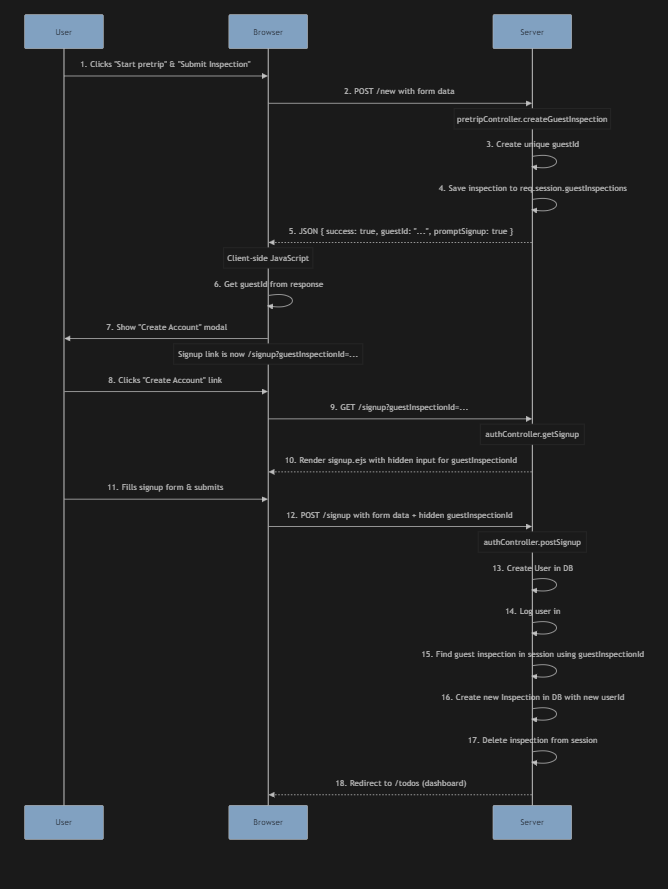 User
Browser
Server
1. Clicks "Start pretrip" & "Submit Inspection"
2. POST /new with form data
pretripController.createGuestInspection
3. Create unique guestId
4. Save inspection to req.session.guestInspections
5. JSON { success: true, guestId: "...", promptSignup: true }
Client-side JavaScript
6. Get guestId from response
7. Show "Create Account" modal
Signup link is now /signup?guestInspectionId=...
8. Clicks "Create Account" link
9. GET /signup?guestInspectionId=...
authController.getSignup
10. Render signup.ejs with hidden input for guestInspectionId
11. Fills signup form & submits
12. POST /signup with form data + hidden guestInspectionId
authController.postSignup
13. Create User in DB
14. Log user in
15. Find guest inspection in session using guestInspectionId
16. Create new Inspection in DB with new userId
17. Delete inspection from session
18. Redirect to /todos (dashboard)
User
Browser
Server